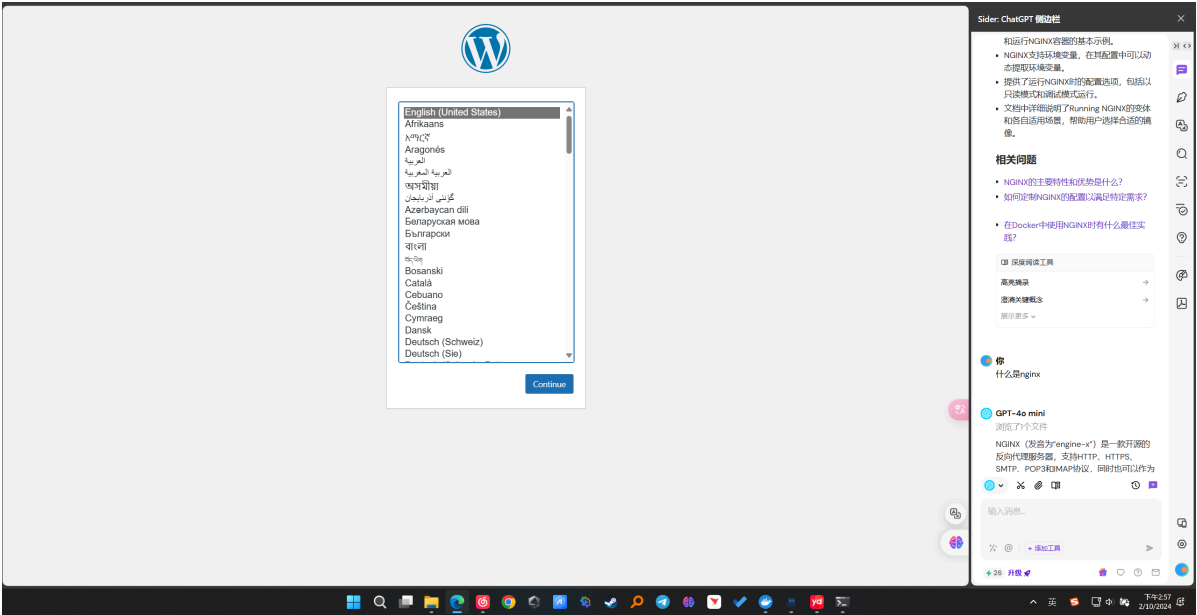 Sider: ChatGPT 侧边栏
English (United States)
Afrikaans
አማርኛ
Aragonés
العربية
العربية المغربية
অসমীয়া
گؤنئی آذربایجان
Azərbaycan dili
Беларуская мова
Български
বাংলা
བོད་ཡིག
Bosanski
Català
Cebuano
Čeština
Cymraeg
Dansk
Deutsch (Schweiz)
Deutsch (Sie)
Continue
和运行NGINX容器的基本示例。
NGINX支持环境变量，在其配置中可以动
态提取环境变量。
提供了运行NGINX时的配置选项，包括以
只读模式和调试模式运行。
文档中详细说明了Running NGINX的变体
和各自适用场景，帮助用户选择合适的镜
像。
相关问题
NGINX的主要特性和优势是什么?
如何定制NGINX的配置以满足特定需求?
在Docker中使用NGINX时有什么最佳实
践?
深度阅读工具
高亮摘录
澄清关键概念
展示更多
你
什么是nginx
GPT-4o mini
浏览了1个文件
NGINX（发音为“engine-x”）是一款开源的
反向代理服务器，支持HTTP、HTTPS、
SMTP、POP3和IMAP协议，同时也可以作为
输入消息...
+ 添加工具
26 升级
英
下午2:57
2/10/2024